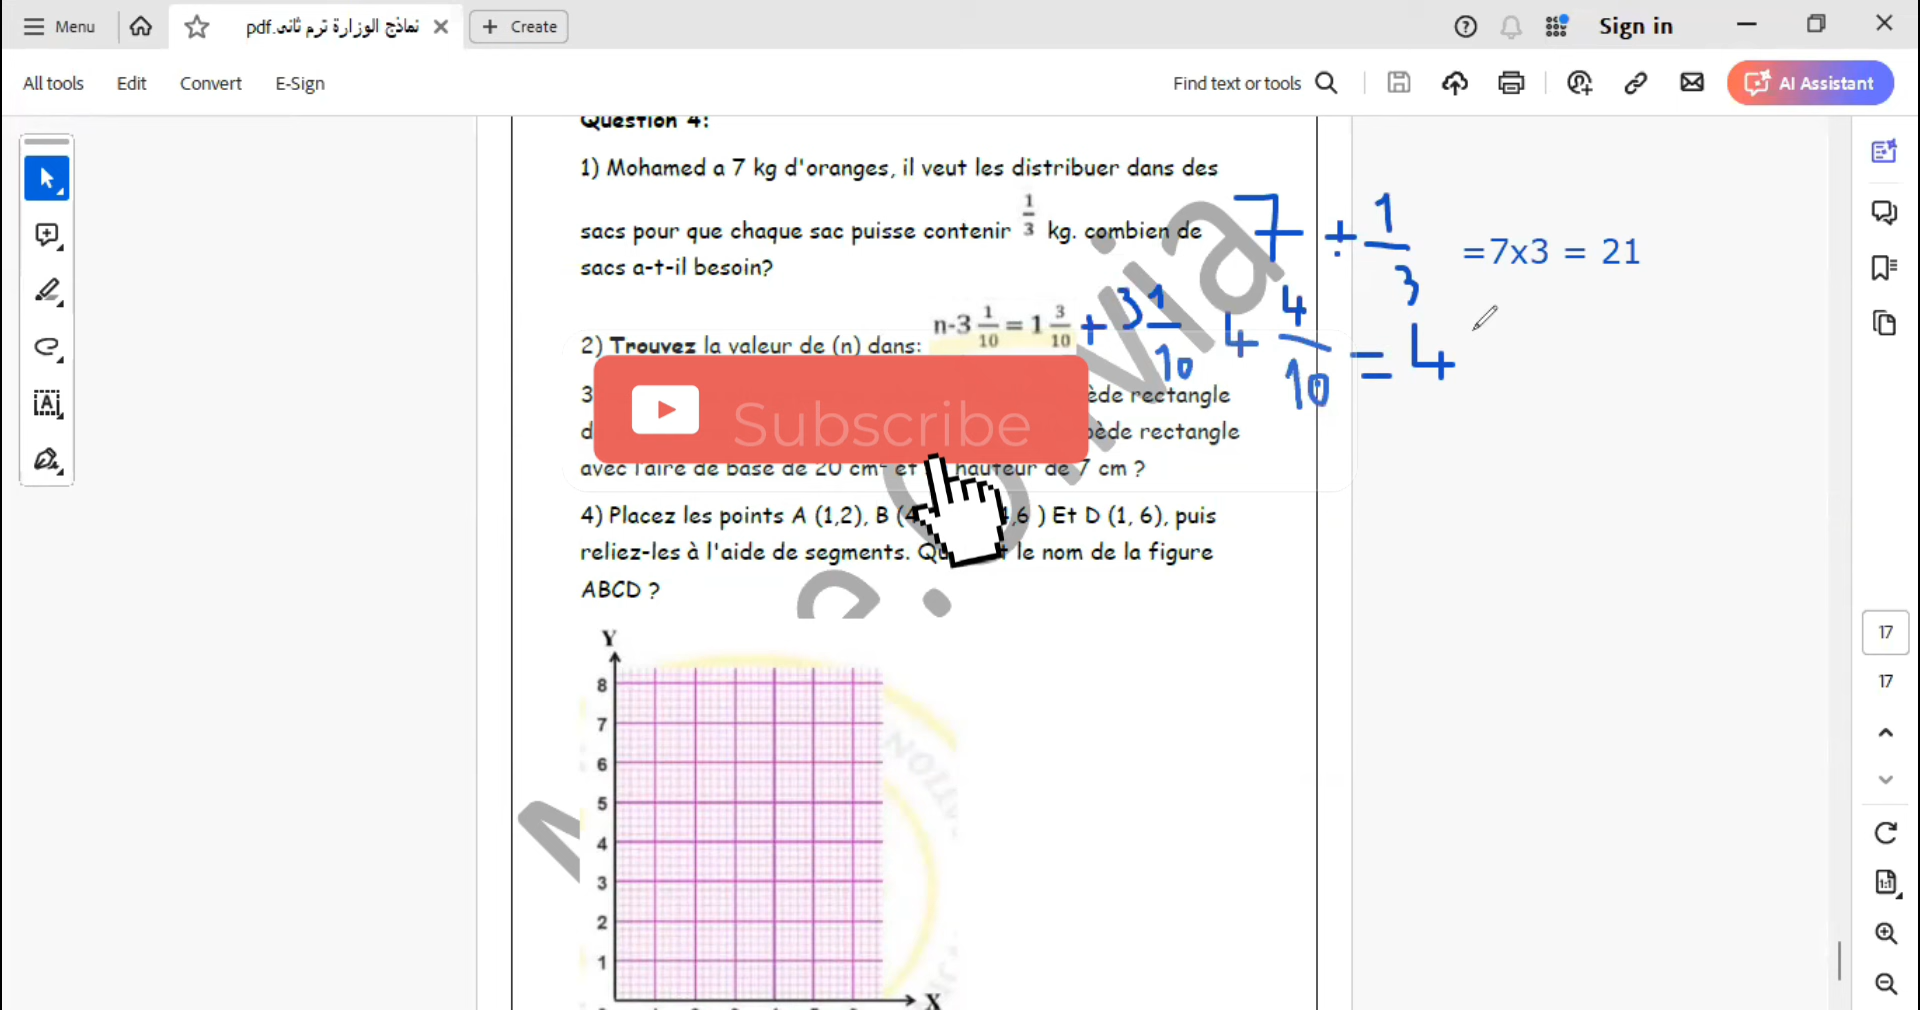 Menu
نماذج الوزارة ترم ثانى.pdf
Create
Sign in
All tools
Edit
Convert
E-Sign
Find text or tools
AI Assistant
Question 4:
1) Mohamed a 7 kg d'oranges, il veut les distribuer dans des
sacs pour que chaque sac puisse contenir 1/3 kg. combien de
sacs a-t-il besoin?
7 ÷ 1/3 =7x3 = 21
2) Trouvez la valeur de (n) dans: n-3 1/10 = 1 3/10 + 3 1/10 4 4/10 = 4
3
ède rectangle
d
pède rectangle
Subscribe
avec l'aire de base de 20 cm² et hauteur de 7 cm ?
4) Placez les points A (1,2), B (4 4,6 ) Et D (1, 6), puis
reliez-les à l'aide de segments. Qu t le nom de la figure
ABCD ?
Y
8
7
6
5
4
3
2
1
X
17
17
1:1